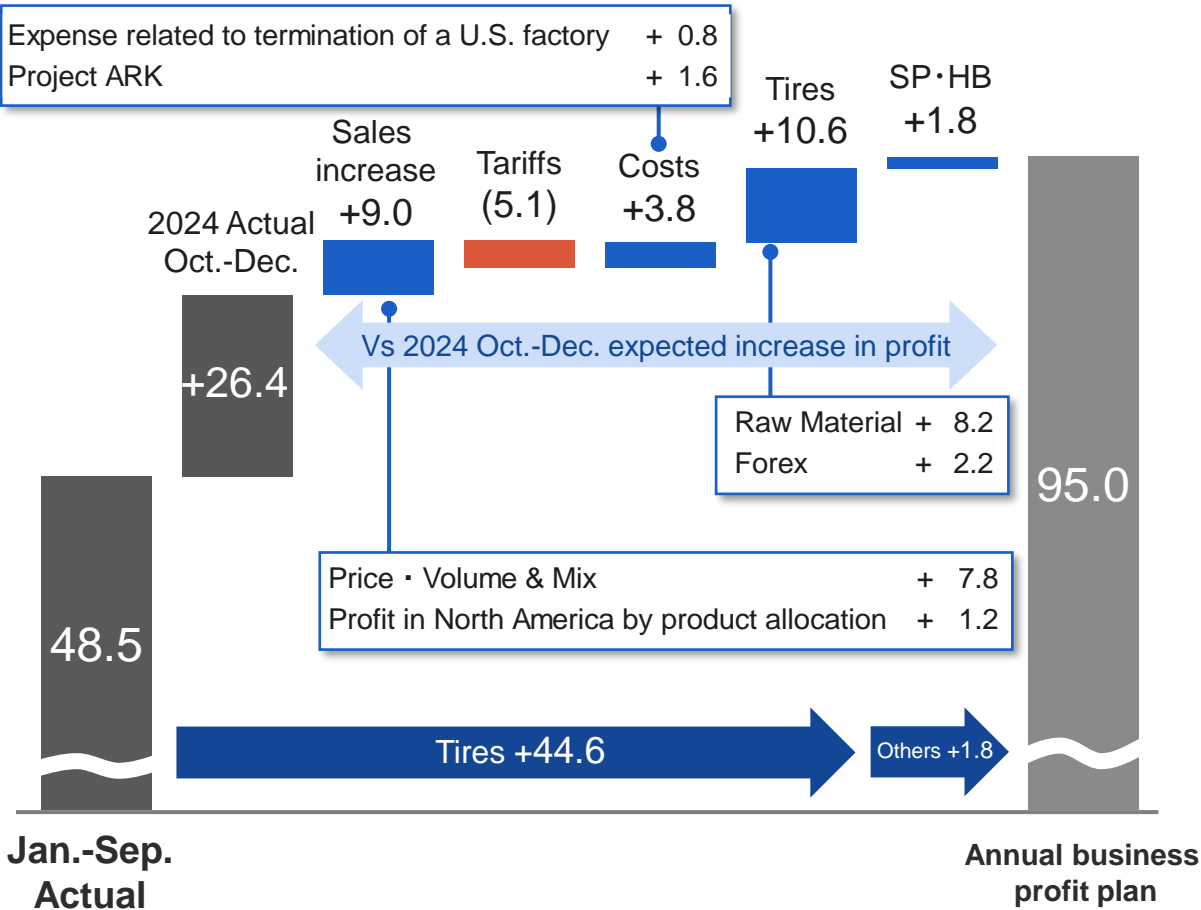 Expense related to termination of a U.S. factory + 0.8
Project ARK + 1.6
Sales
increase
+9.0
Tariffs
(5.1)
Costs
+3.8
Tires
+10.6
SP・HB
+1.8
2024 Actual
Oct.-Dec.
+26.4
Vs 2024 Oct.-Dec. expected increase in profit
Raw Material + 8.2
Forex + 2.2
95.0
Price・Volume & Mix + 7.8
Profit in North America by product allocation + 1.2
48.5
Tires +44.6
Others +1.8
Jan.-Sep.
Actual
Annual business
profit plan